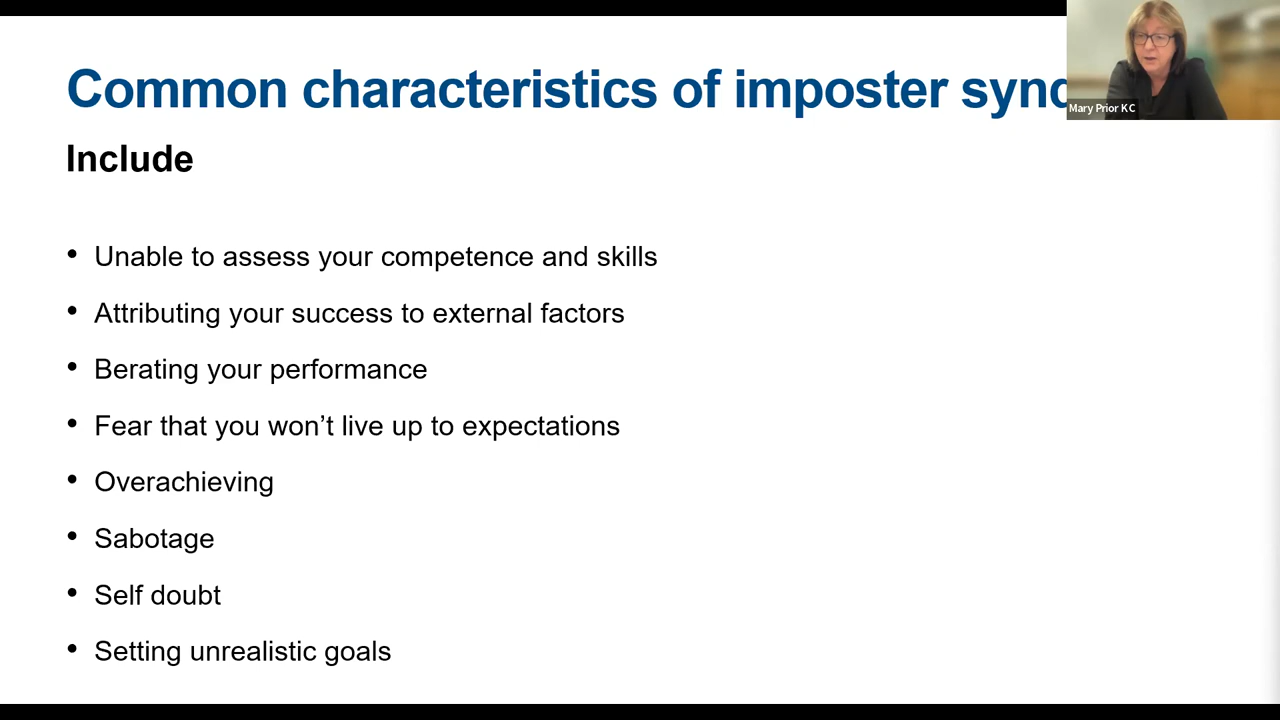 Common characteristics of imposter synd
Mary Prior KC
Include
• Unable to assess your competence and skills
• Attributing your success to external factors
• Berating your performance
• Fear that you won’t live up to expectations
• Overachieving
• Sabotage
• Self doubt
• Setting unrealistic goals